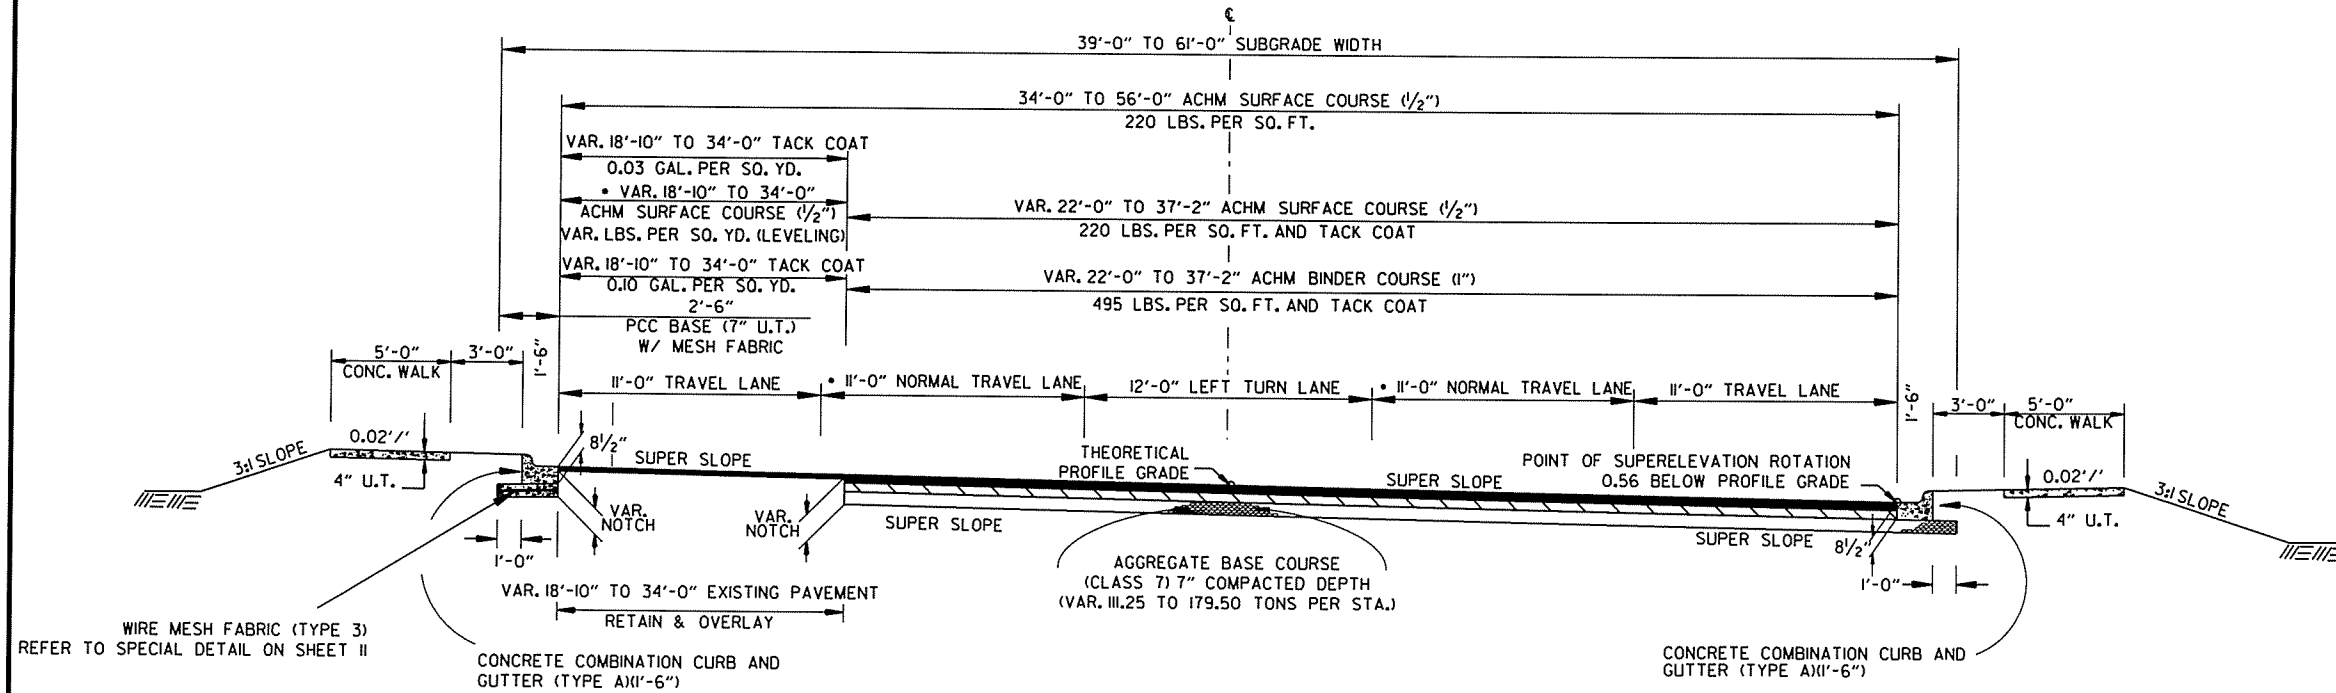 ℄
39'-0" TO 61'-0" SUBGRADE WIDTH
34'-0" TO 56'-0" ACHM SURFACE COURSE (1/2")
220 LBS. PER SQ. FT.
VAR. 18'-10" TO 34'-0" TACK COAT
0.03 GAL. PER SQ. YD.
• VAR. 18'-10" TO 34'-0"
ACHM SURFACE COURSE (1/2")
VAR. LBS. PER SQ. YD. (LEVELING)
VAR. 22'-0" TO 37'-2" ACHM SURFACE COURSE (1/2")
220 LBS. PER SQ. FT. AND TACK COAT
VAR. 18'-10" TO 34'-0" TACK COAT
0.10 GAL. PER SQ. YD.
VAR. 22'-0" TO 37'-2" ACHM BINDER COURSE (1")
495 LBS. PER SQ. FT. AND TACK COAT
2'-6"
PCC BASE (7" U.T.)
W/ MESH FABRIC
5'-0"
CONC. WALK
3'-0"
1'-6"
11'-0" TRAVEL LANE
• 11'-0" NORMAL TRAVEL LANE
12'-0" LEFT TURN LANE
• 11'-0" NORMAL TRAVEL LANE
11'-0" TRAVEL LANE
1'-6"
3'-0"
5'-0"
CONC. WALK
3:1 SLOPE
0.02'/'
4" U.T.
8 1/2"
SUPER SLOPE
THEORETICAL
PROFILE GRADE
SUPER SLOPE
POINT OF SUPERELEVATION ROTATION
0.56 BELOW PROFILE GRADE
0.02'/'
4" U.T.
3:1 SLOPE
VAR.
NOTCH
VAR.
NOTCH
SUPER SLOPE
SUPER SLOPE
8 1/2"
1'-0"
1'-0"
AGGREGATE BASE COURSE
(CLASS 7) 7" COMPACTED DEPTH
(VAR. 111.25 TO 179.50 TONS PER STA.)
VAR. 18'-10" TO 34'-0" EXISTING PAVEMENT
RETAIN & OVERLAY
WIRE MESH FABRIC (TYPE 3)
REFER TO SPECIAL DETAIL ON SHEET 11
CONCRETE COMBINATION CURB AND
GUTTER (TYPE A)(1'-6")
CONCRETE COMBINATION CURB AND
GUTTER (TYPE A)(1'-6")